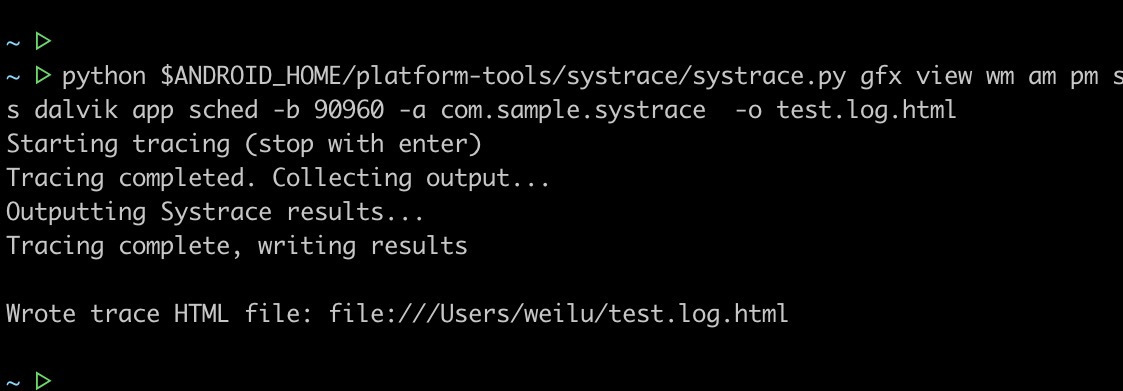 ~ ▷
~ ▷ python $ANDROID_HOME/platform-tools/systrace/systrace.py gfx view wm am pm s
s dalvik app sched -b 90960 -a com.sample.systrace  -o test.log.html
Starting tracing (stop with enter)
Tracing completed. Collecting output...
Outputting Systrace results...
Tracing complete, writing results
Wrote trace HTML file: file:///Users/weilu/test.log.html
~ ▷